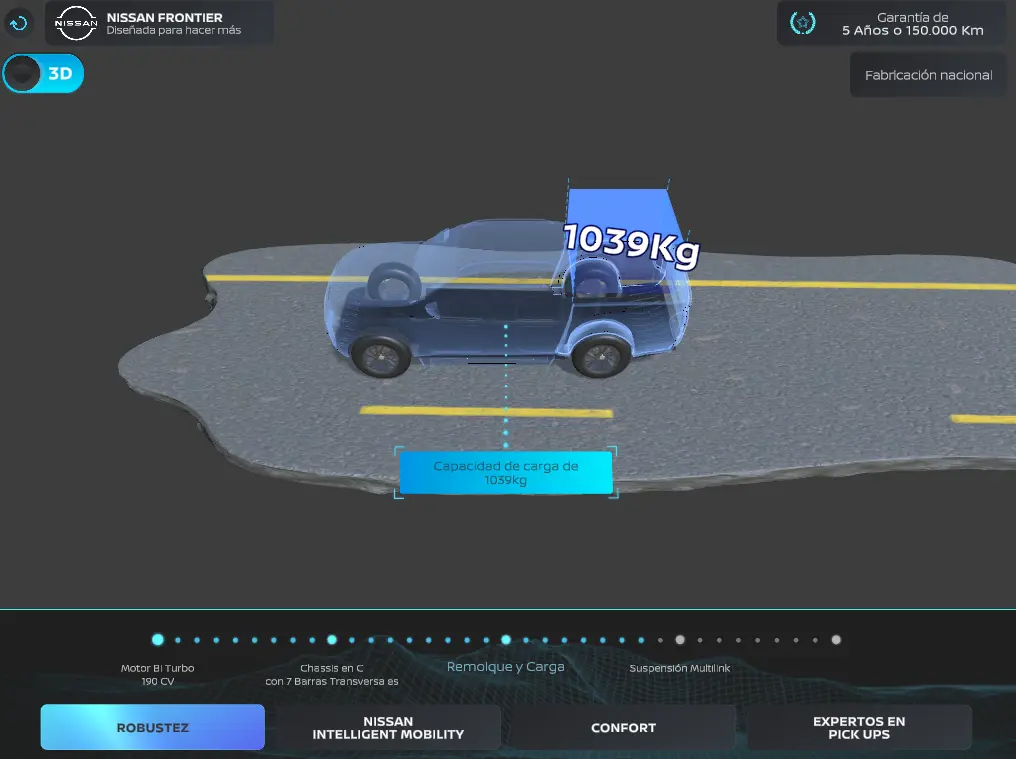 NISSAN
NISSAN FRONTIER
Diseñada para hacer más
Garantía de
5 Años o 150.000 Km
3D
Fabricación nacional
1039Kg
Capacidad de carga de
1039kg
Motor Bi Turbo
190 CV
Chassis en C
con 7 Barras Transversa es
Remolque y Carga
Suspensión Multilink
ROBUSTEZ
NISSAN
INTELLIGENT MOBILITY
CONFORT
EXPERTOS EN
PICK UPS